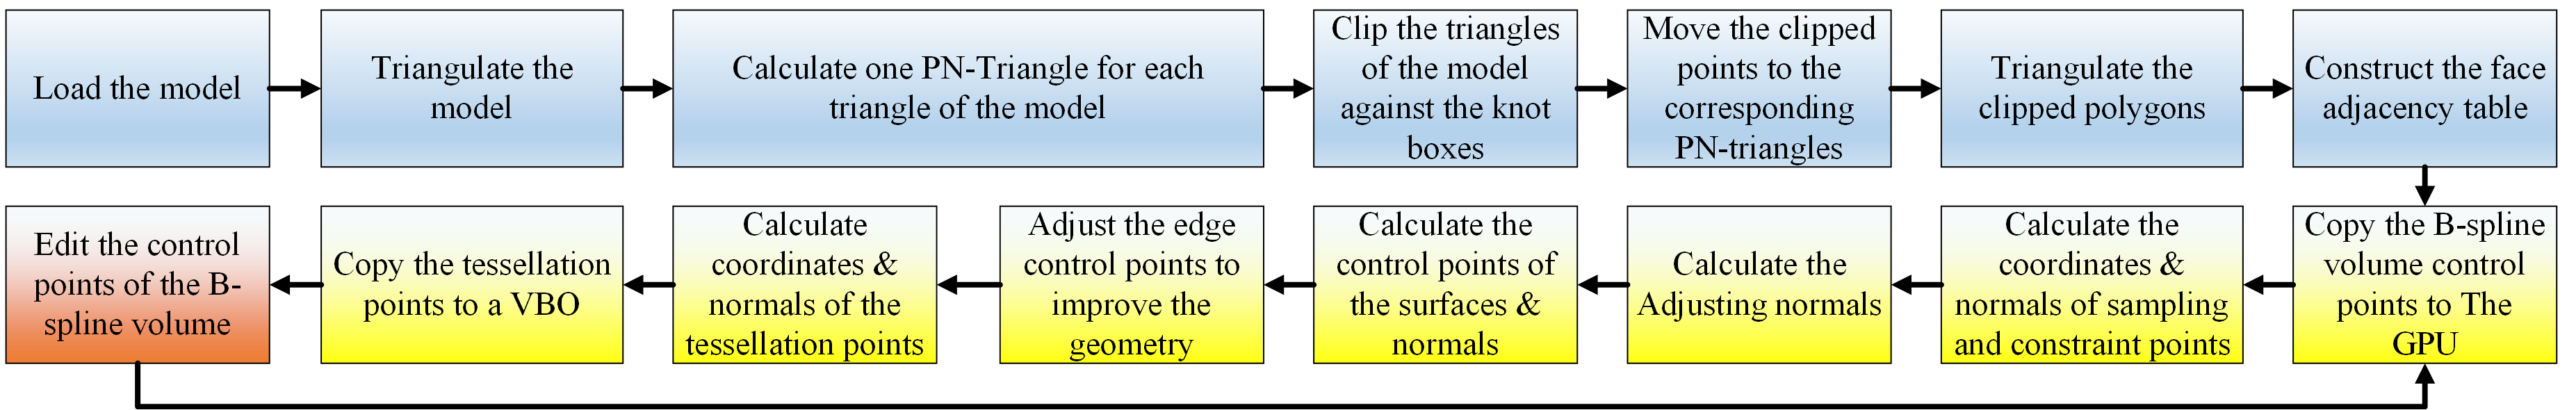 Load the model
Triangulate the
model
Calculate one PN-Triangle for each
triangle of the model
Clip the triangles
of the model
against the knot
boxes
Move the clipped
points to the
corresponding
PN-triangles
Triangulate the
clipped polygons
Construct the face
adjacency table
Copy the B-spline
volume control
points to The
GPU
Calculate the
coordinates &
normals of sampling
and constraint points
Calculate the
Adjusting normals
Calculate the
control points of
the surfaces &
normals
Adjust the edge
control points to
improve the
geometry
Calculate
coordinates &
normals of the
tessellation points
Copy the tessellation
points to a VBO
Edit the control
points of the B-
spline volume